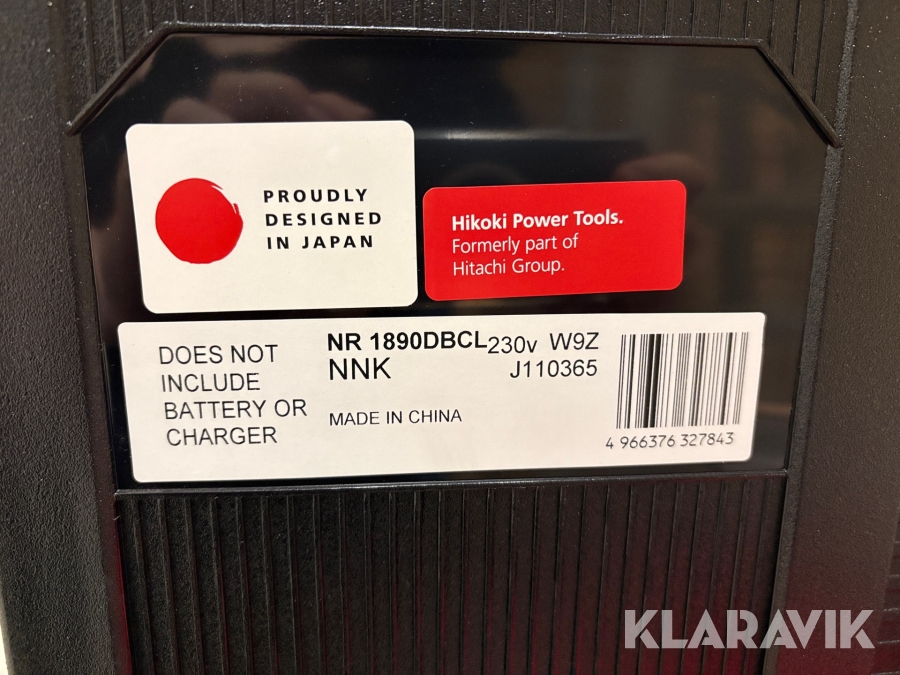 PROUDLY
DESIGNED
IN JAPAN
Hikoki Power Tools.
Formerly part of
Hitachi Group.
DOES NOT
INCLUDE
BATTERY OR
CHARGER
NR 1890DBCL 230v W9Z
NNK J110365
MADE IN CHINA
4 966376 327843
KLARAVIK